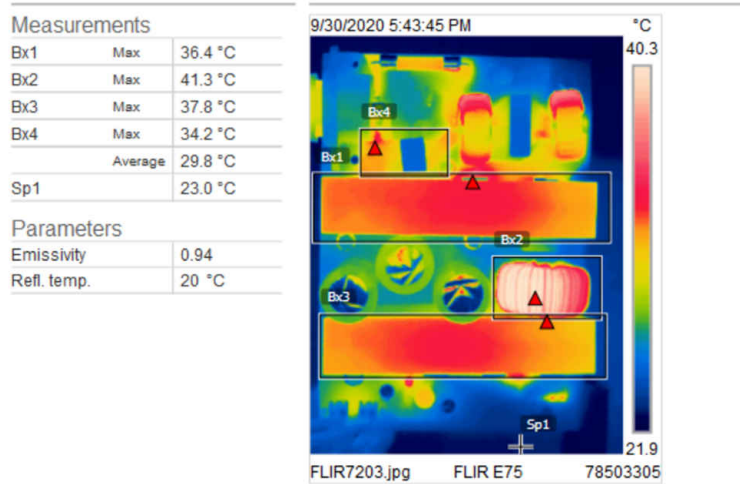 Measurements
Bx1 Max 36.4 °C
Bx2 Max 41.3 °C
Bx3 Max 37.8 °C
Bx4 Max 34.2 °C
Average 29.8 °C
Sp1 23.0 °C
Parameters
Emissivity 0.94
Refl. temp. 20 °C
9/30/2020 5:43:45 PM °C
40.3
Bx4
Bx1
Bx2
Bx3
Sp1
21.9
FLIR7203.jpg FLIR E75 78503305